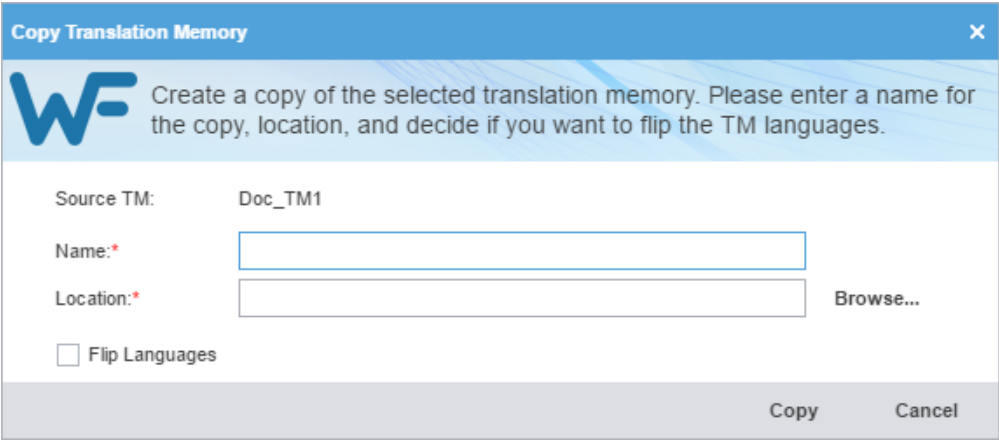 Copy Translation Memory
WF
Create a copy of the selected translation memory. Please enter a name for
the copy, location, and decide if you want to flip the TM languages.
Source TM: Doc_TM1
Name:*
Location:* Browse...
Flip Languages
Copy Cancel